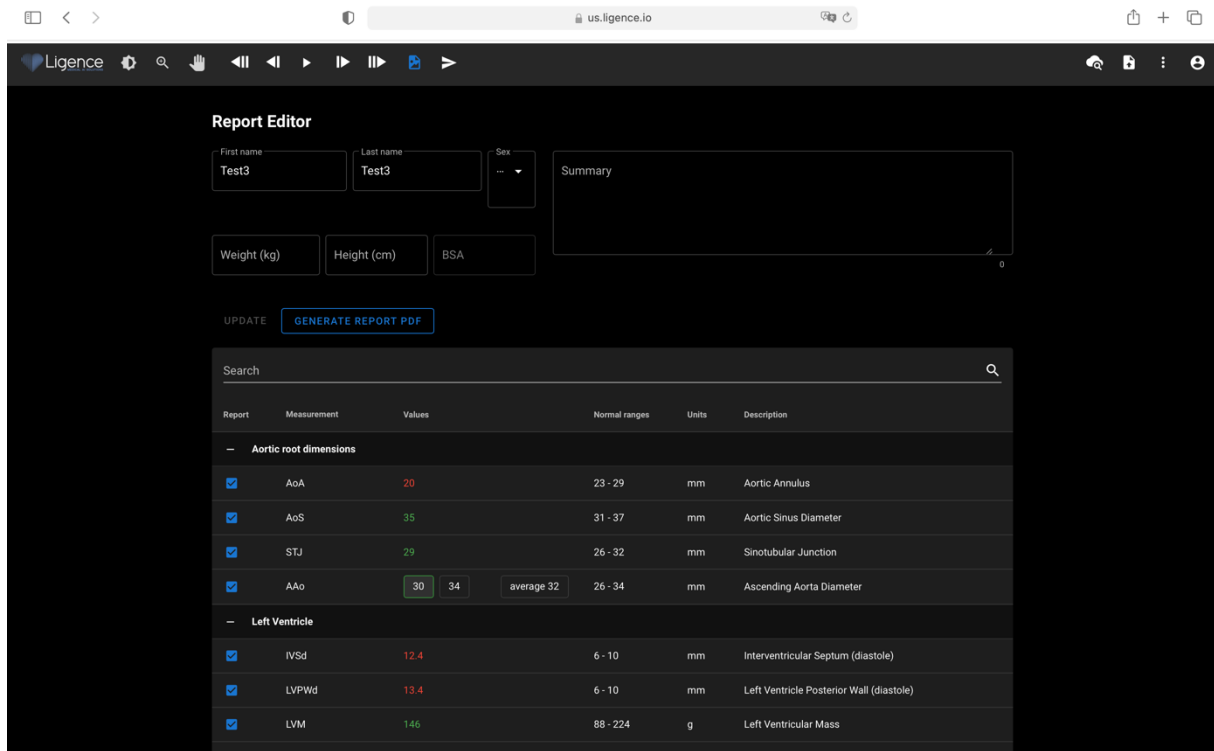 us.ligence.io
Ligence
Report Editor
First name
Test3
Last name
Test3
Sex
...
Summary
0
Weight (kg)
Height (cm)
BSA
UPDATE
GENERATE REPORT PDF
Search
Report Measurement Values Normal ranges Units Description
– Aortic root dimensions
AoA 20 23 - 29 mm Aortic Annulus
AoS 35 31 - 37 mm Aortic Sinus Diameter
STJ 29 26 - 32 mm Sinotubular Junction
AAo 30 34 average 32 26 - 34 mm Ascending Aorta Diameter
– Left Ventricle
IVSd 12.4 6 - 10 mm Interventricular Septum (diastole)
LVPWd 13.4 6 - 10 mm Left Ventricle Posterior Wall (diastole)
LVM 146 88 - 224 g Left Ventricular Mass